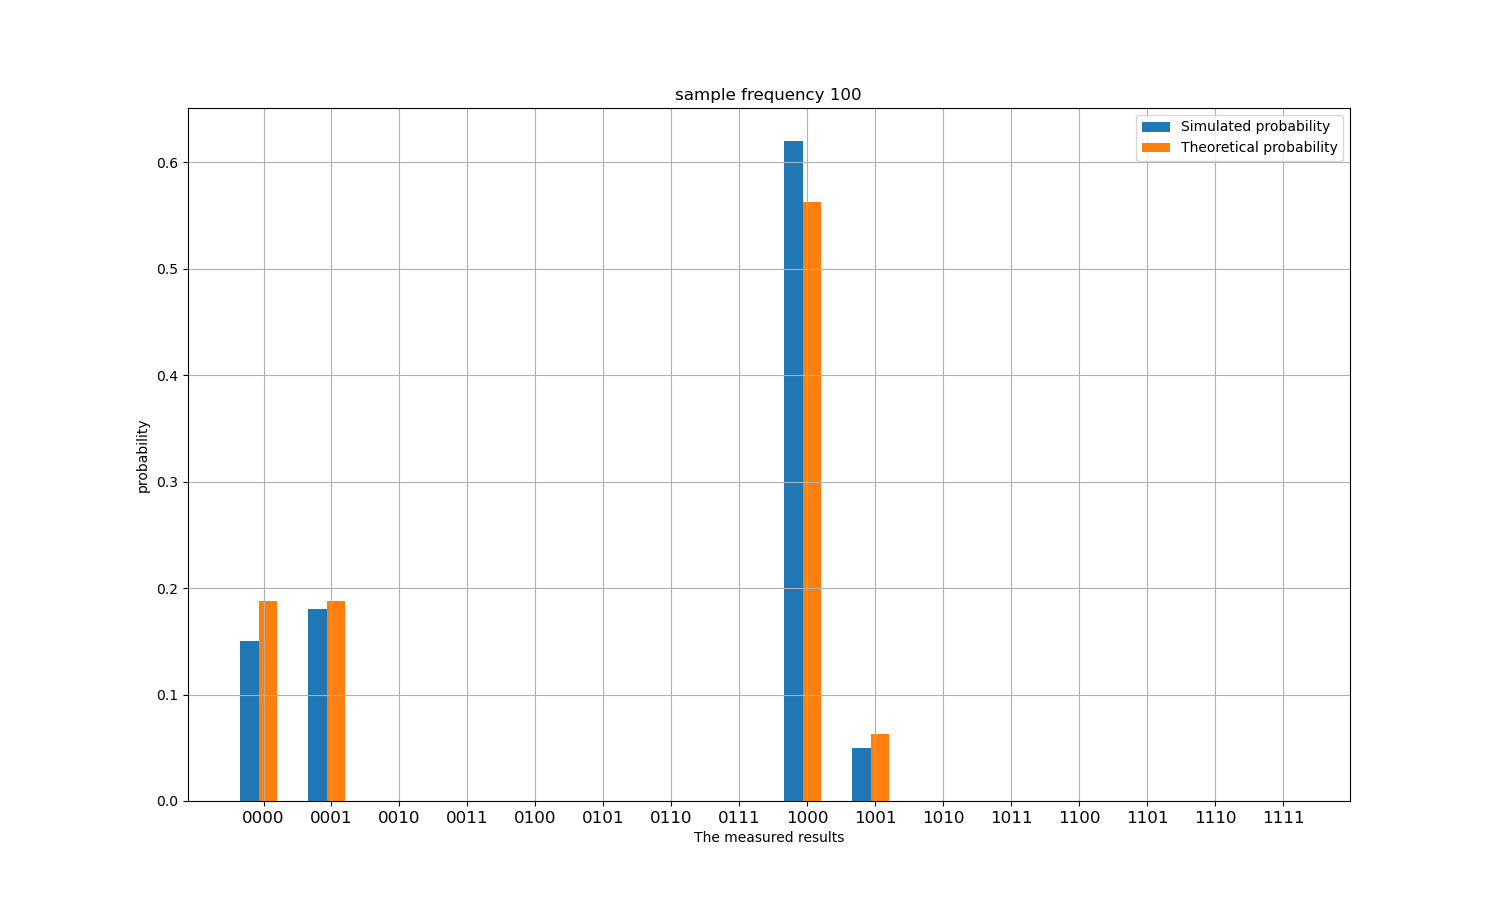 sample frequency 100
Simulated probability
Theoretical probability
0.6
0.5
0.4
0.3
0.2
0.1
0.0
probability
0000 0001 0010 0011 0100 0101 0110 0111 1000 1001 1010 1011 1100 1101 1110 1111
The measured results